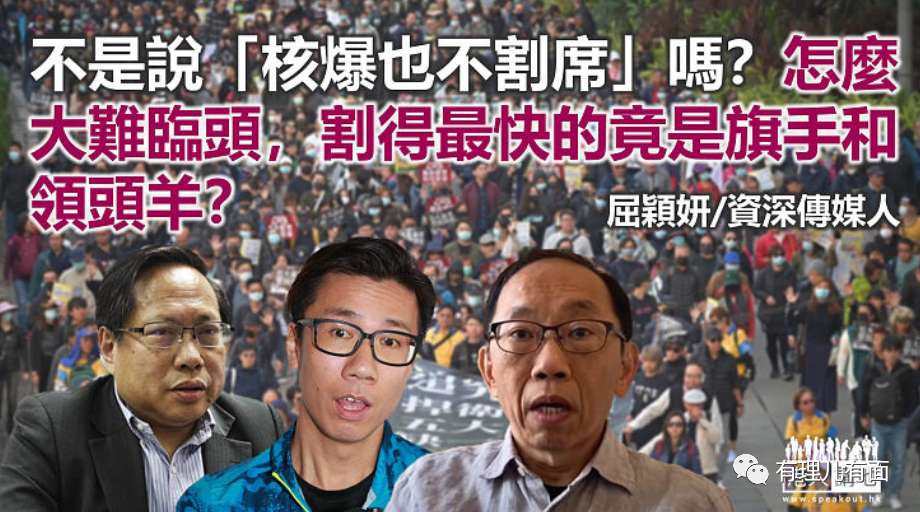 不是說「核爆也不割席」嗎？怎麼
大難臨頭，割得最快的竟是旗手和
領頭羊？
屈穎妍/資深傳媒人
有理儿有面
www.speakout.hk